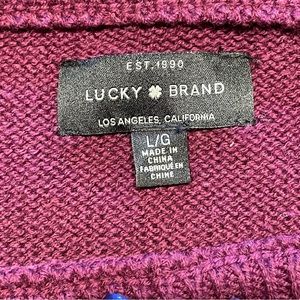 EST. 1990
LUCKY BRAND
LOS ANGELES, CALIFORNIA
L/G
MADE IN
CHINA
FABRIQUÉ EN
CHINE